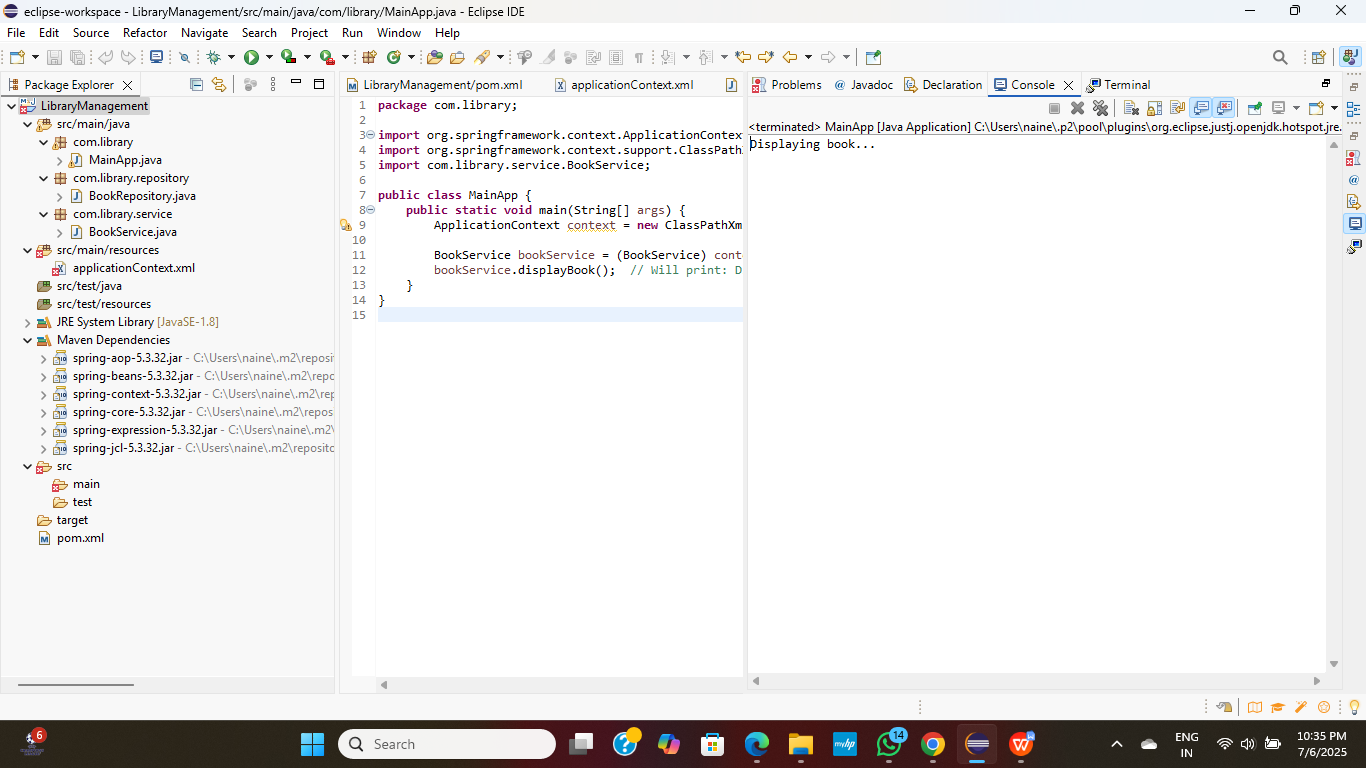 eclipse-workspace - LibraryManagement/src/main/java/com/library/MainApp.java - Eclipse IDE
File Edit Source Refactor Navigate Search Project Run Window Help
Package Explorer
LibraryManagement
src/main/java
com.library
MainApp.java
com.library.repository
BookRepository.java
com.library.service
BookService.java
src/main/resources
applicationContext.xml
src/test/java
src/test/resources
JRE System Library [JavaSE-1.8]
Maven Dependencies
spring-aop-5.3.32.jar - C:\Users\naine\.m2\reposit
spring-beans-5.3.32.jar - C:\Users\naine\.m2\repo
spring-context-5.3.32.jar - C:\Users\naine\.m2\rep
spring-core-5.3.32.jar - C:\Users\naine\.m2\repos
spring-expression-5.3.32.jar - C:\Users\naine\.m2\
spring-jcl-5.3.32.jar - C:\Users\naine\.m2\reposito
src
main
test
target
pom.xml
LibraryManagement/pom.xml applicationContext.xml
1 package com.library;
2
3 import org.springframework.context.ApplicationContex
4 import org.springframework.context.support.ClassPath
5 import com.library.service.BookService;
6
7 public class MainApp {
8 public static void main(String[] args) {
9 ApplicationContext context = new ClassPathXm
10
11 BookService bookService = (BookService) cont
12 bookService.displayBook(); // Will print: D
13 }
14 }
15
Problems @ Javadoc Declaration Console Terminal
<terminated> MainApp [Java Application] C:\Users\naine\.p2\pool\plugins\org.eclipse.justj.openjdk.hotspot.jre.
Displaying book...
6
Search
mybp
14
W
ENG
IN
10:35 PM
7/6/2025